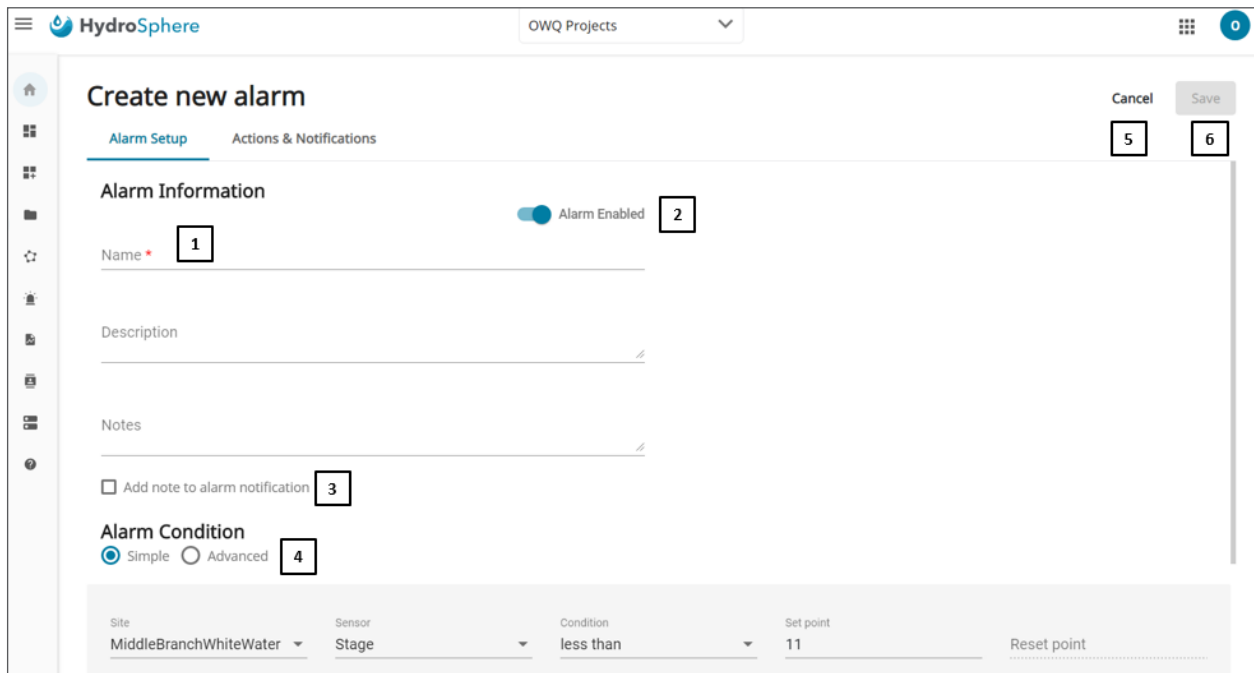 HydroSphere
OWQ Projects
O
Create new alarm
Cancel
Save
Alarm Setup
Actions & Notifications
5
6
Alarm Information
Alarm Enabled
2
1
Name *
Description
Notes
Add note to alarm notification
3
Alarm Condition
Simple
Advanced
4
Site
Sensor
Condition
Set point
MiddleBranchWhiteWater
Stage
less than
11
Reset point